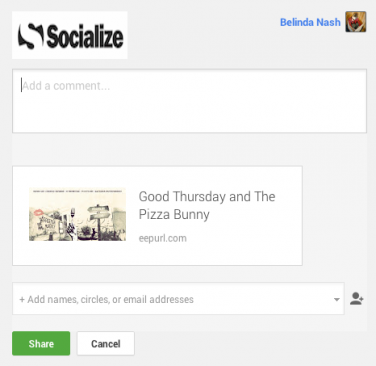 Socialize
Belinda Nash
Add a comment...
Good Thursday and The
Pizza Bunny
eepurl.com
+ Add names, circles, or email addresses
Share
Cancel